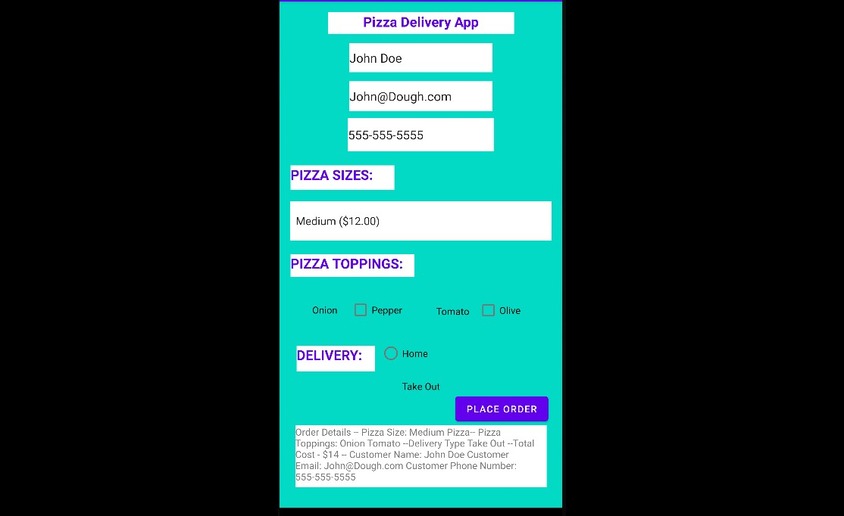 Pizza Delivery App
John Doe
John@Dough.com
555-555-5555
PIZZA SIZES:
Medium ($12.00)
PIZZA TOPPINGS:
Onion Pepper Tomato Olive
DELIVERY: Home
Take Out
PLACE ORDER
Order Details -- Pizza Size: Medium Pizza-- Pizza
Toppings: Onion Tomato --Delivery Type Take Out --Total
Cost - $14 -- Customer Name: John Doe Customer
Email: John@Dough.com Customer Phone Number:
555-555-5555